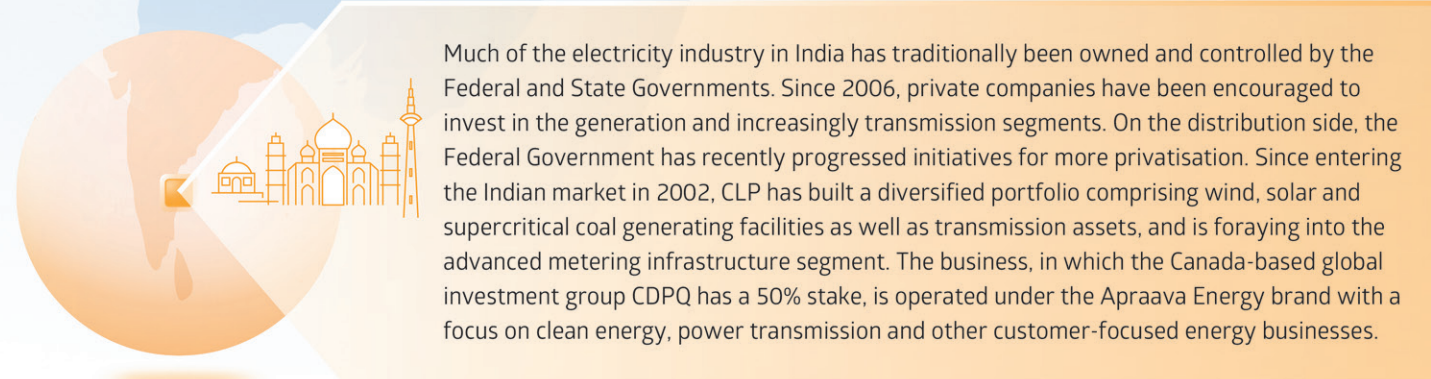 Much of the electricity industry in India has traditionally been owned and controlled by the
Federal and State Governments. Since 2006, private companies have been encouraged to
invest in the generation and increasingly transmission segments. On the distribution side, the
Federal Government has recently progressed initiatives for more privatisation. Since entering
the Indian market in 2002, CLP has built a diversified portfolio comprising wind, solar and
supercritical coal generating facilities as well as transmission assets, and is foraying into the
advanced metering infrastructure segment. The business, in which the Canada-based global
investment group CDPQ has a 50% stake, is operated under the Apraava Energy brand with a
focus on clean energy, power transmission and other customer-focused energy businesses.